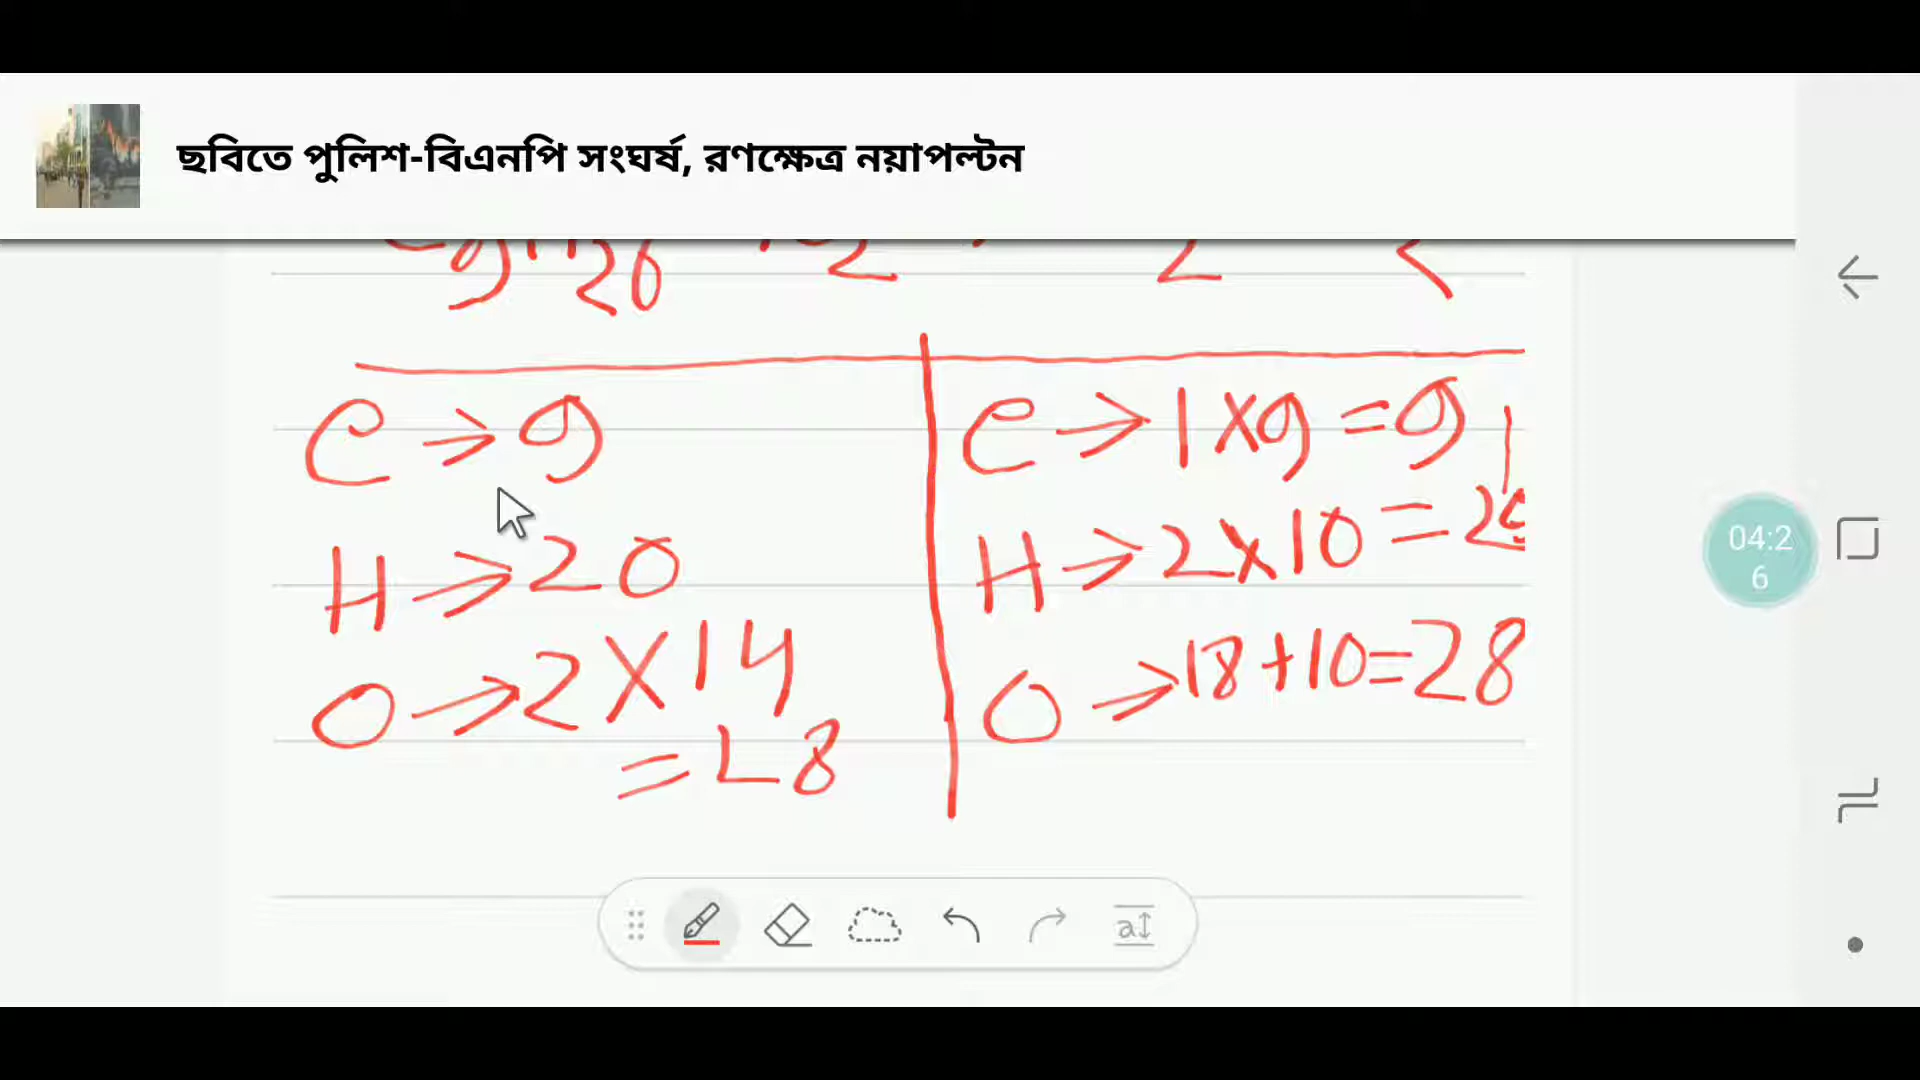 ছবিতে পুলিশ-বিএনপি সংঘর্ষ, রণক্ষেত্র নয়াপল্টন
C → 9
C → 1 x 9 = 9
H → 20
H → 2 x 10 = 20
O → 2 x 14
= 28
O → 18 + 10 = 28
04:2
6
a